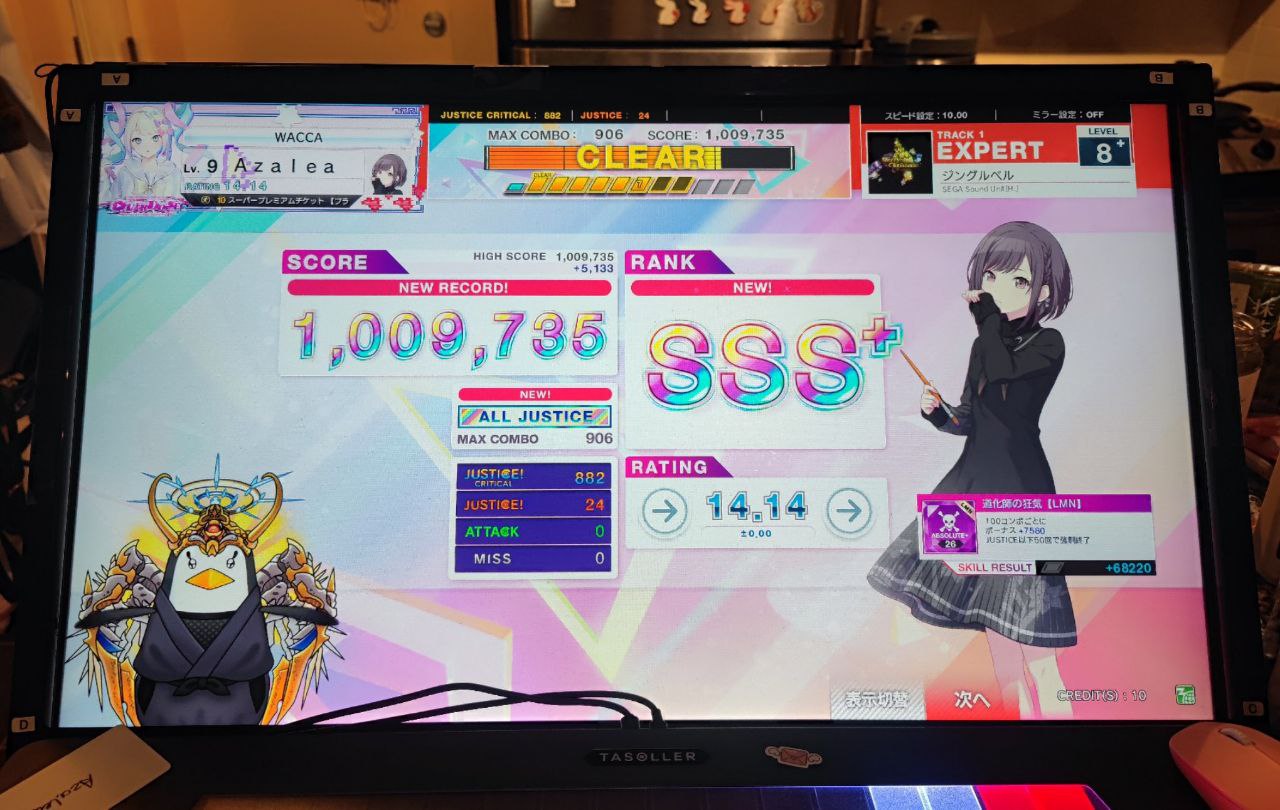 A
B
A
B
WACCA
Lv. 9 Azalea
RATING 14.14
10 スーパープレミアムチケット【プラ
JUSTICE CRITICAL : 882 JUSTICE : 24
MAX COMBO : 906 SCORE : 1,009,735
CLEAR
CLEAR
スピード設定 : 10.00 ミラー設定 : OFF
TRACK 1
EXPERT
LEVEL
8+
ジングルベル
SEGA Sound Unit [H.]
SCORE
HIGH SCORE 1,009,735
+5,133
NEW RECORD!
1,009,735
NEW!
ALL JUSTICE
MAX COMBO 906
JUSTICE! CRITICAL 882
JUSTICE! 24
ATTACK 0
MISS 0
RANK
NEW!
SSS+
RATING
14.14
±0.00
道化師の狂気【LMN】
LMN
ABSOLUTE+
26
100コンボごとに
ボーナス+7580
JUSTICE以下50回で強制終了
SKILL RESULT +68220
表示切替
次へ
CREDIT(S) : 10
D
C
TASOLLER
Azalea